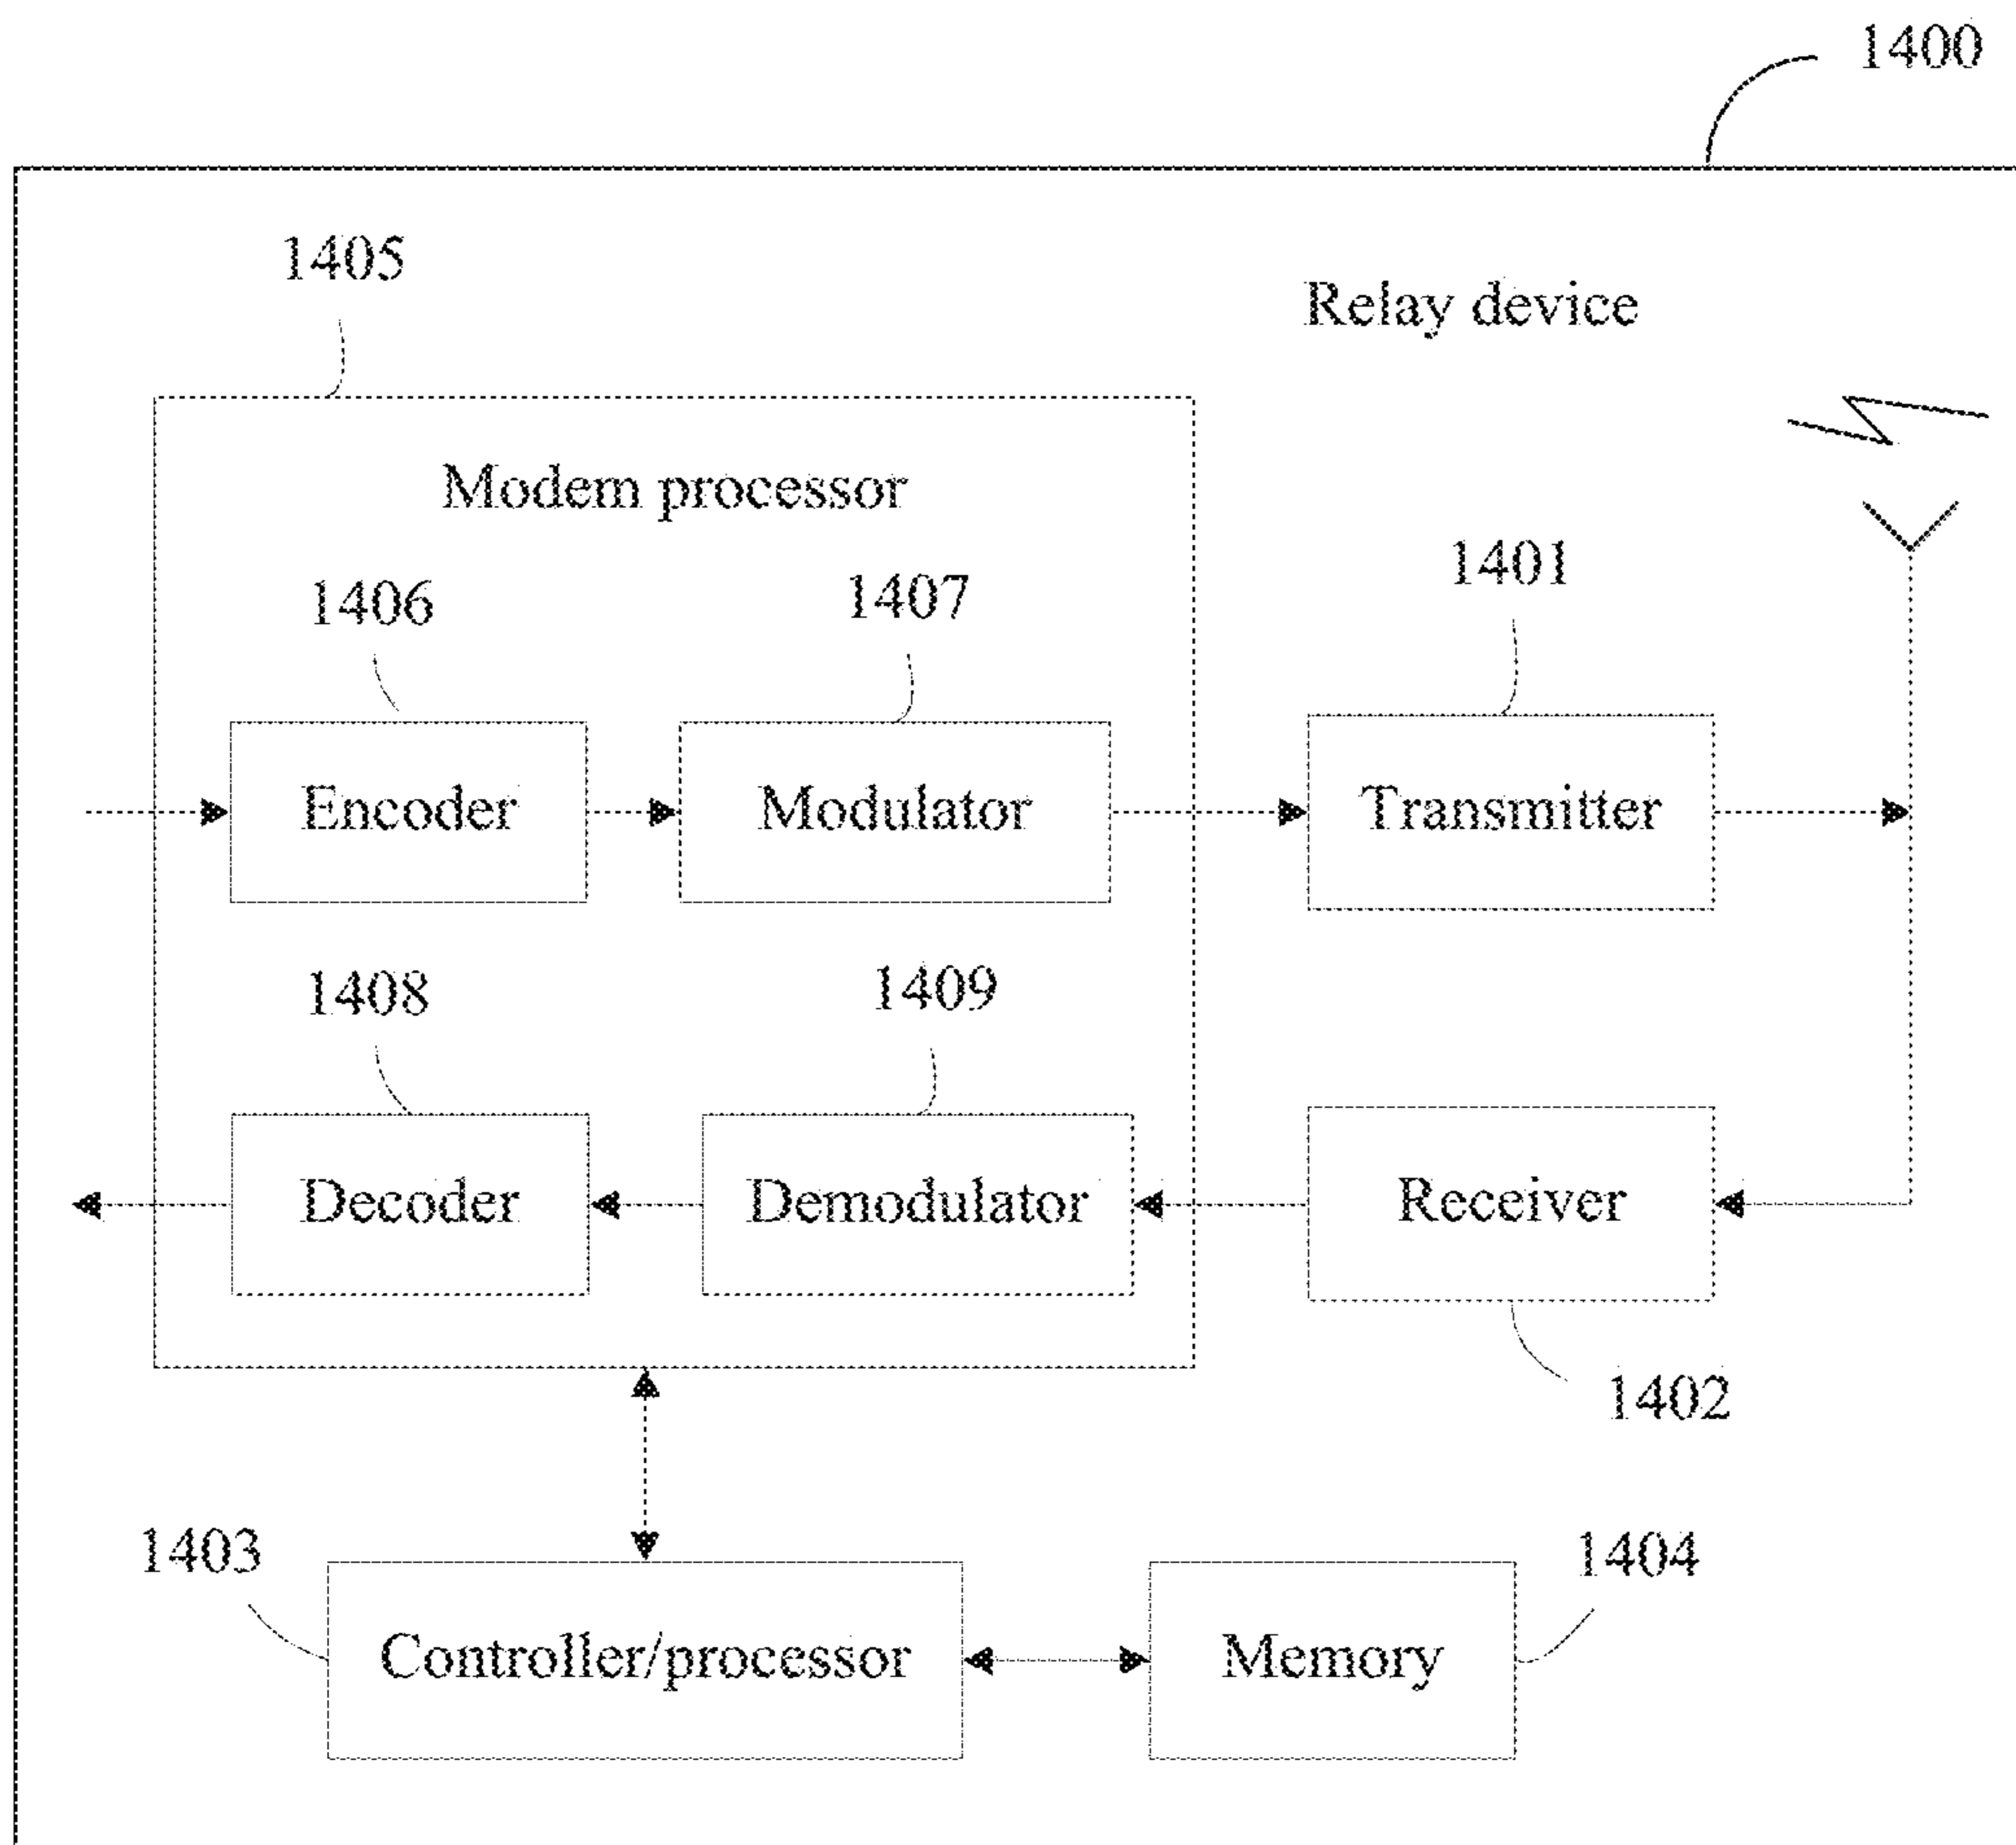 1400
1405
Relay device
Modem processor
1401
1406
1407
Encoder
Modulator
Transmitter
1408
1409
Decoder
Demodulator
Receiver
1402
1403
1404
Controller/processor
Memory